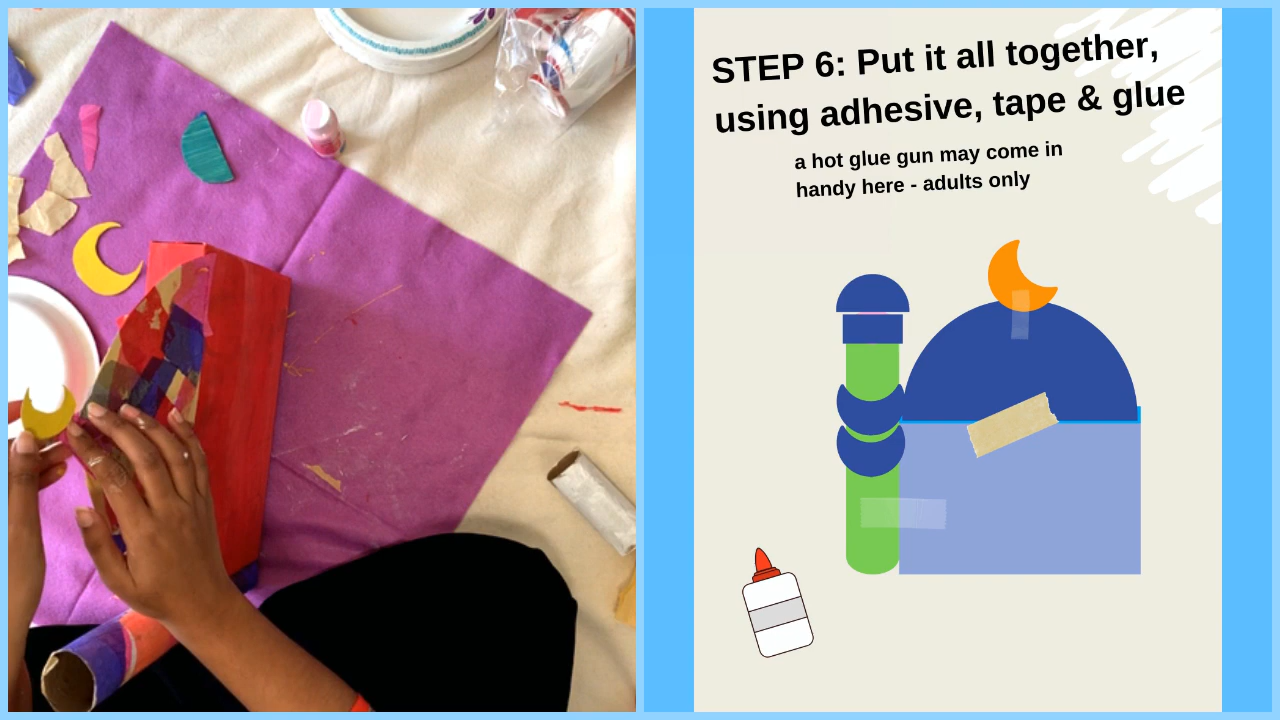 STEP 6: Put it all together,
using adhesive, tape & glue
a hot glue gun may come in
handy here - adults only